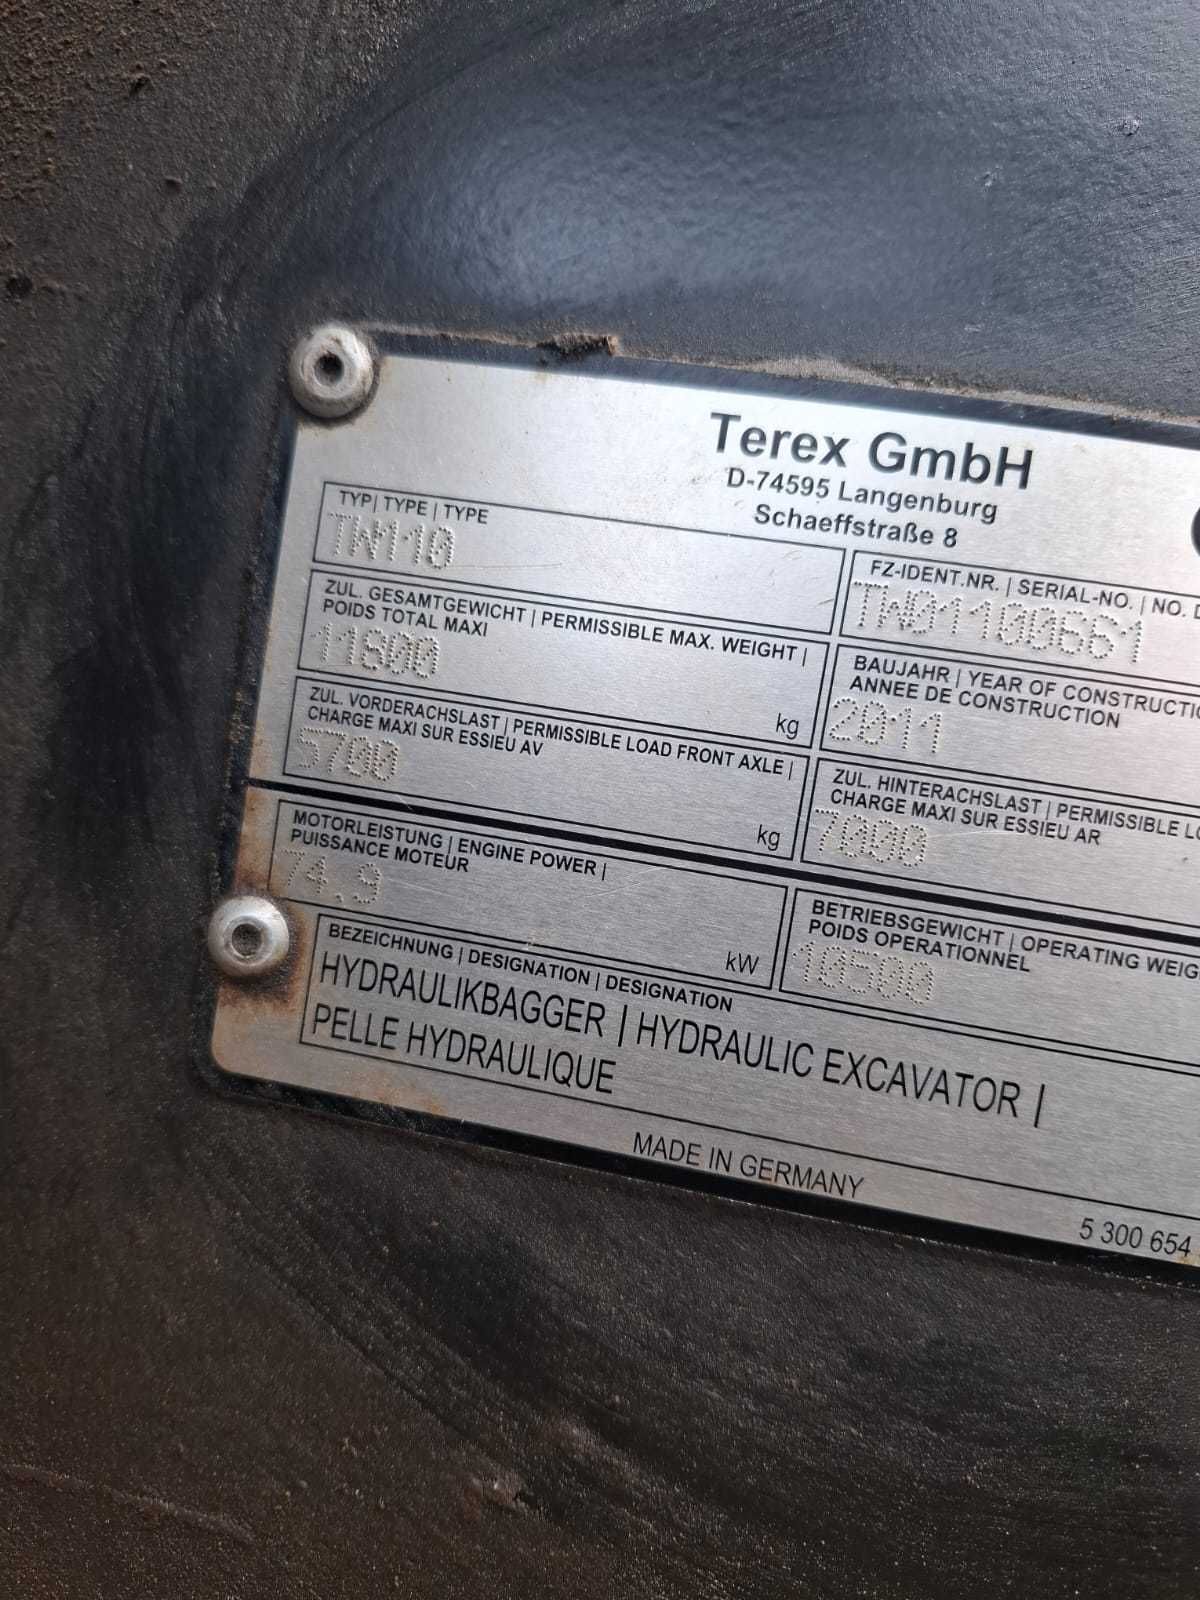 Terex GmbH
D-74595 Langenburg
Schaeffstraße 8
TYP| TYPE | TYPE
TW110
FZ-IDENT.NR. | SERIAL-NO. | NO.
TW01100661
ZUL. GESAMTGEWICHT | PERMISSIBLE MAX. WEIGHT |
POIDS TOTAL MAXI
11800
kg
BAUJAHR | YEAR OF CONSTRUCTI
ANNEE DE CONSTRUCTION
2011
ZUL. VORDERACHSLAST | PERMISSIBLE LOAD FRONT AXLE |
CHARGE MAXI SUR ESSIEU AV
5700
kg
ZUL. HINTERACHSLAST | PERMISSIBLE
CHARGE MAXI SUR ESSIEU AR
7000
MOTORLEISTUNG | ENGINE POWER |
PUISSANCE MOTEUR
74.9
kW
BETRIEBSGEWICHT | OPERATING WEIG
POIDS OPERATIONNEL
10500
BEZEICHNUNG | DESIGNATION | DESIGNATION
HYDRAULIKBAGGER | HYDRAULIC EXCAVATOR |
PELLE HYDRAULIQUE
MADE IN GERMANY
5 300 654